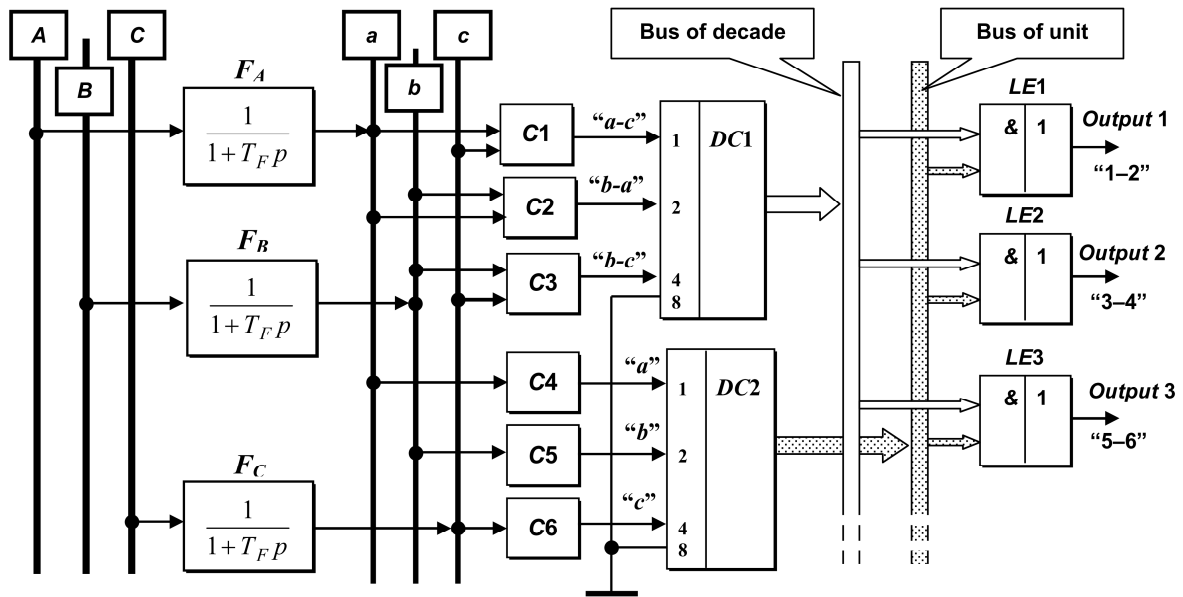 A
B
C
a
b
c
Bus of decade
Bus of unit
F_A
1
1 + T_F p
F_B
1
1 + T_F p
F_C
1
1 + T_F p
C1
C2
C3
C4
C5
C6
“a-c”
“b-a”
“b-c”
“a”
“b”
“c”
1
2
4
8
DC1
1
2
4
8
DC2
LE1
& 1
Output 1
“1–2”
LE2
& 1
Output 2
“3–4”
LE3
& 1
Output 3
“5–6”